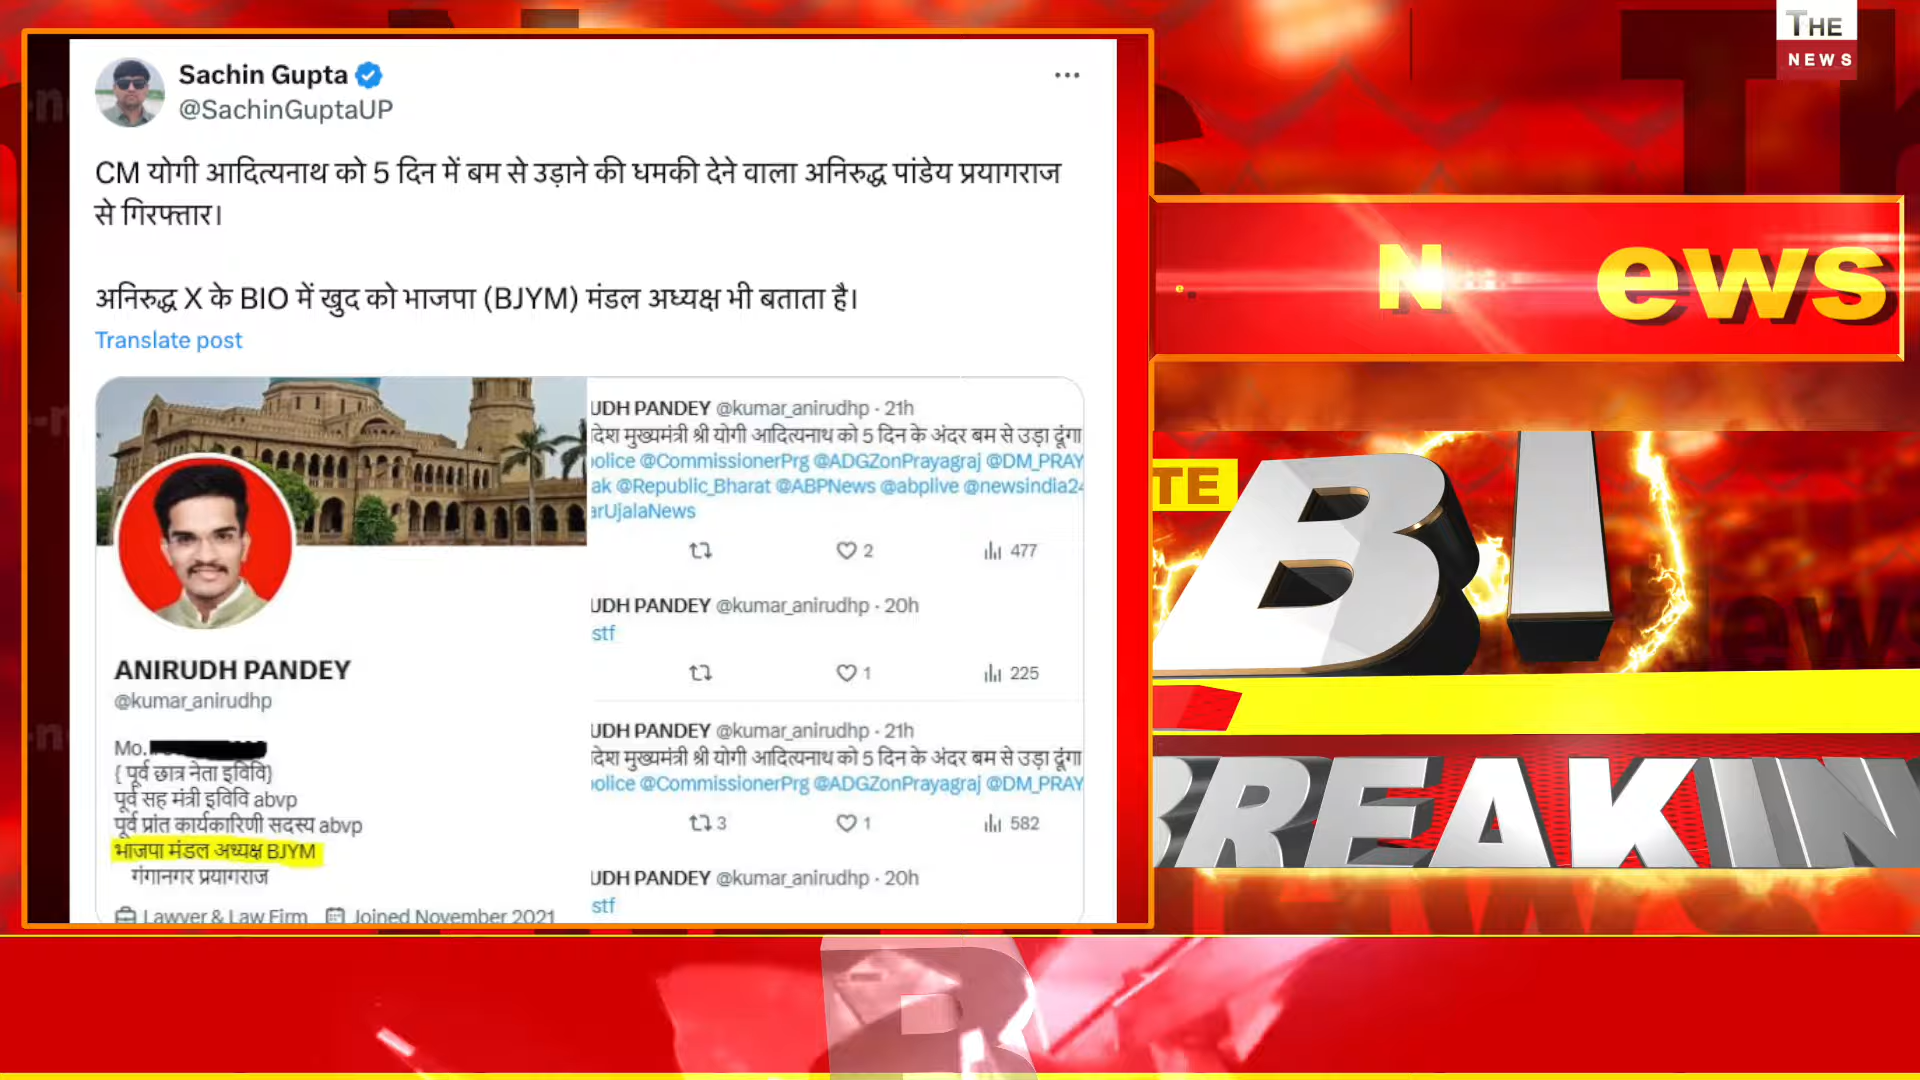 THE
NEWS
Sachin Gupta
@SachinGuptaUP
CM योगी आदित्यनाथ को 5 दिन में बम से उड़ाने की धमकी देने वाला अनिरुद्ध पांडेय प्रयागराज
से गिरफ्तार।
अनिरुद्ध X के BIO में खुद को भाजपा (BJYM) मंडल अध्यक्ष भी बताता है।
Translate post
ANIRUDH PANDEY
@kumar_anirudhp
Mo.
{ पूर्व छात्र नेता इविवि}
पूर्व सह मंत्री इविवि abvp
पूर्व प्रांत कार्यकारिणी सदस्य abvp
भाजपा मंडल अध्यक्ष BJYM
गंगानगर प्रयागराज
Lawyer & Law Firm Joined November 2021
UDH PANDEY @kumar_anirudhp · 21h
देश मुख्यमंत्री श्री योगी आदित्यनाथ को 5 दिन के अंदर बम से उड़ा दूंगा
police @CommissionerPrg @ADGZonPrayagraj @DM_PRAY
ak @Republic_Bharat @ABPNews @abplive @newsindia24
arUjalaNews
2 477
UDH PANDEY @kumar_anirudhp · 20h
stf
1 225
UDH PANDEY @kumar_anirudhp · 21h
देश मुख्यमंत्री श्री योगी आदित्यनाथ को 5 दिन के अंदर बम से उड़ा दूंगा
police @CommissionerPrg @ADGZonPrayagraj @DM_PRAY
3 1 582
UDH PANDEY @kumar_anirudhp · 20h
stf
N ews
TE
B I
BREAKIN
B